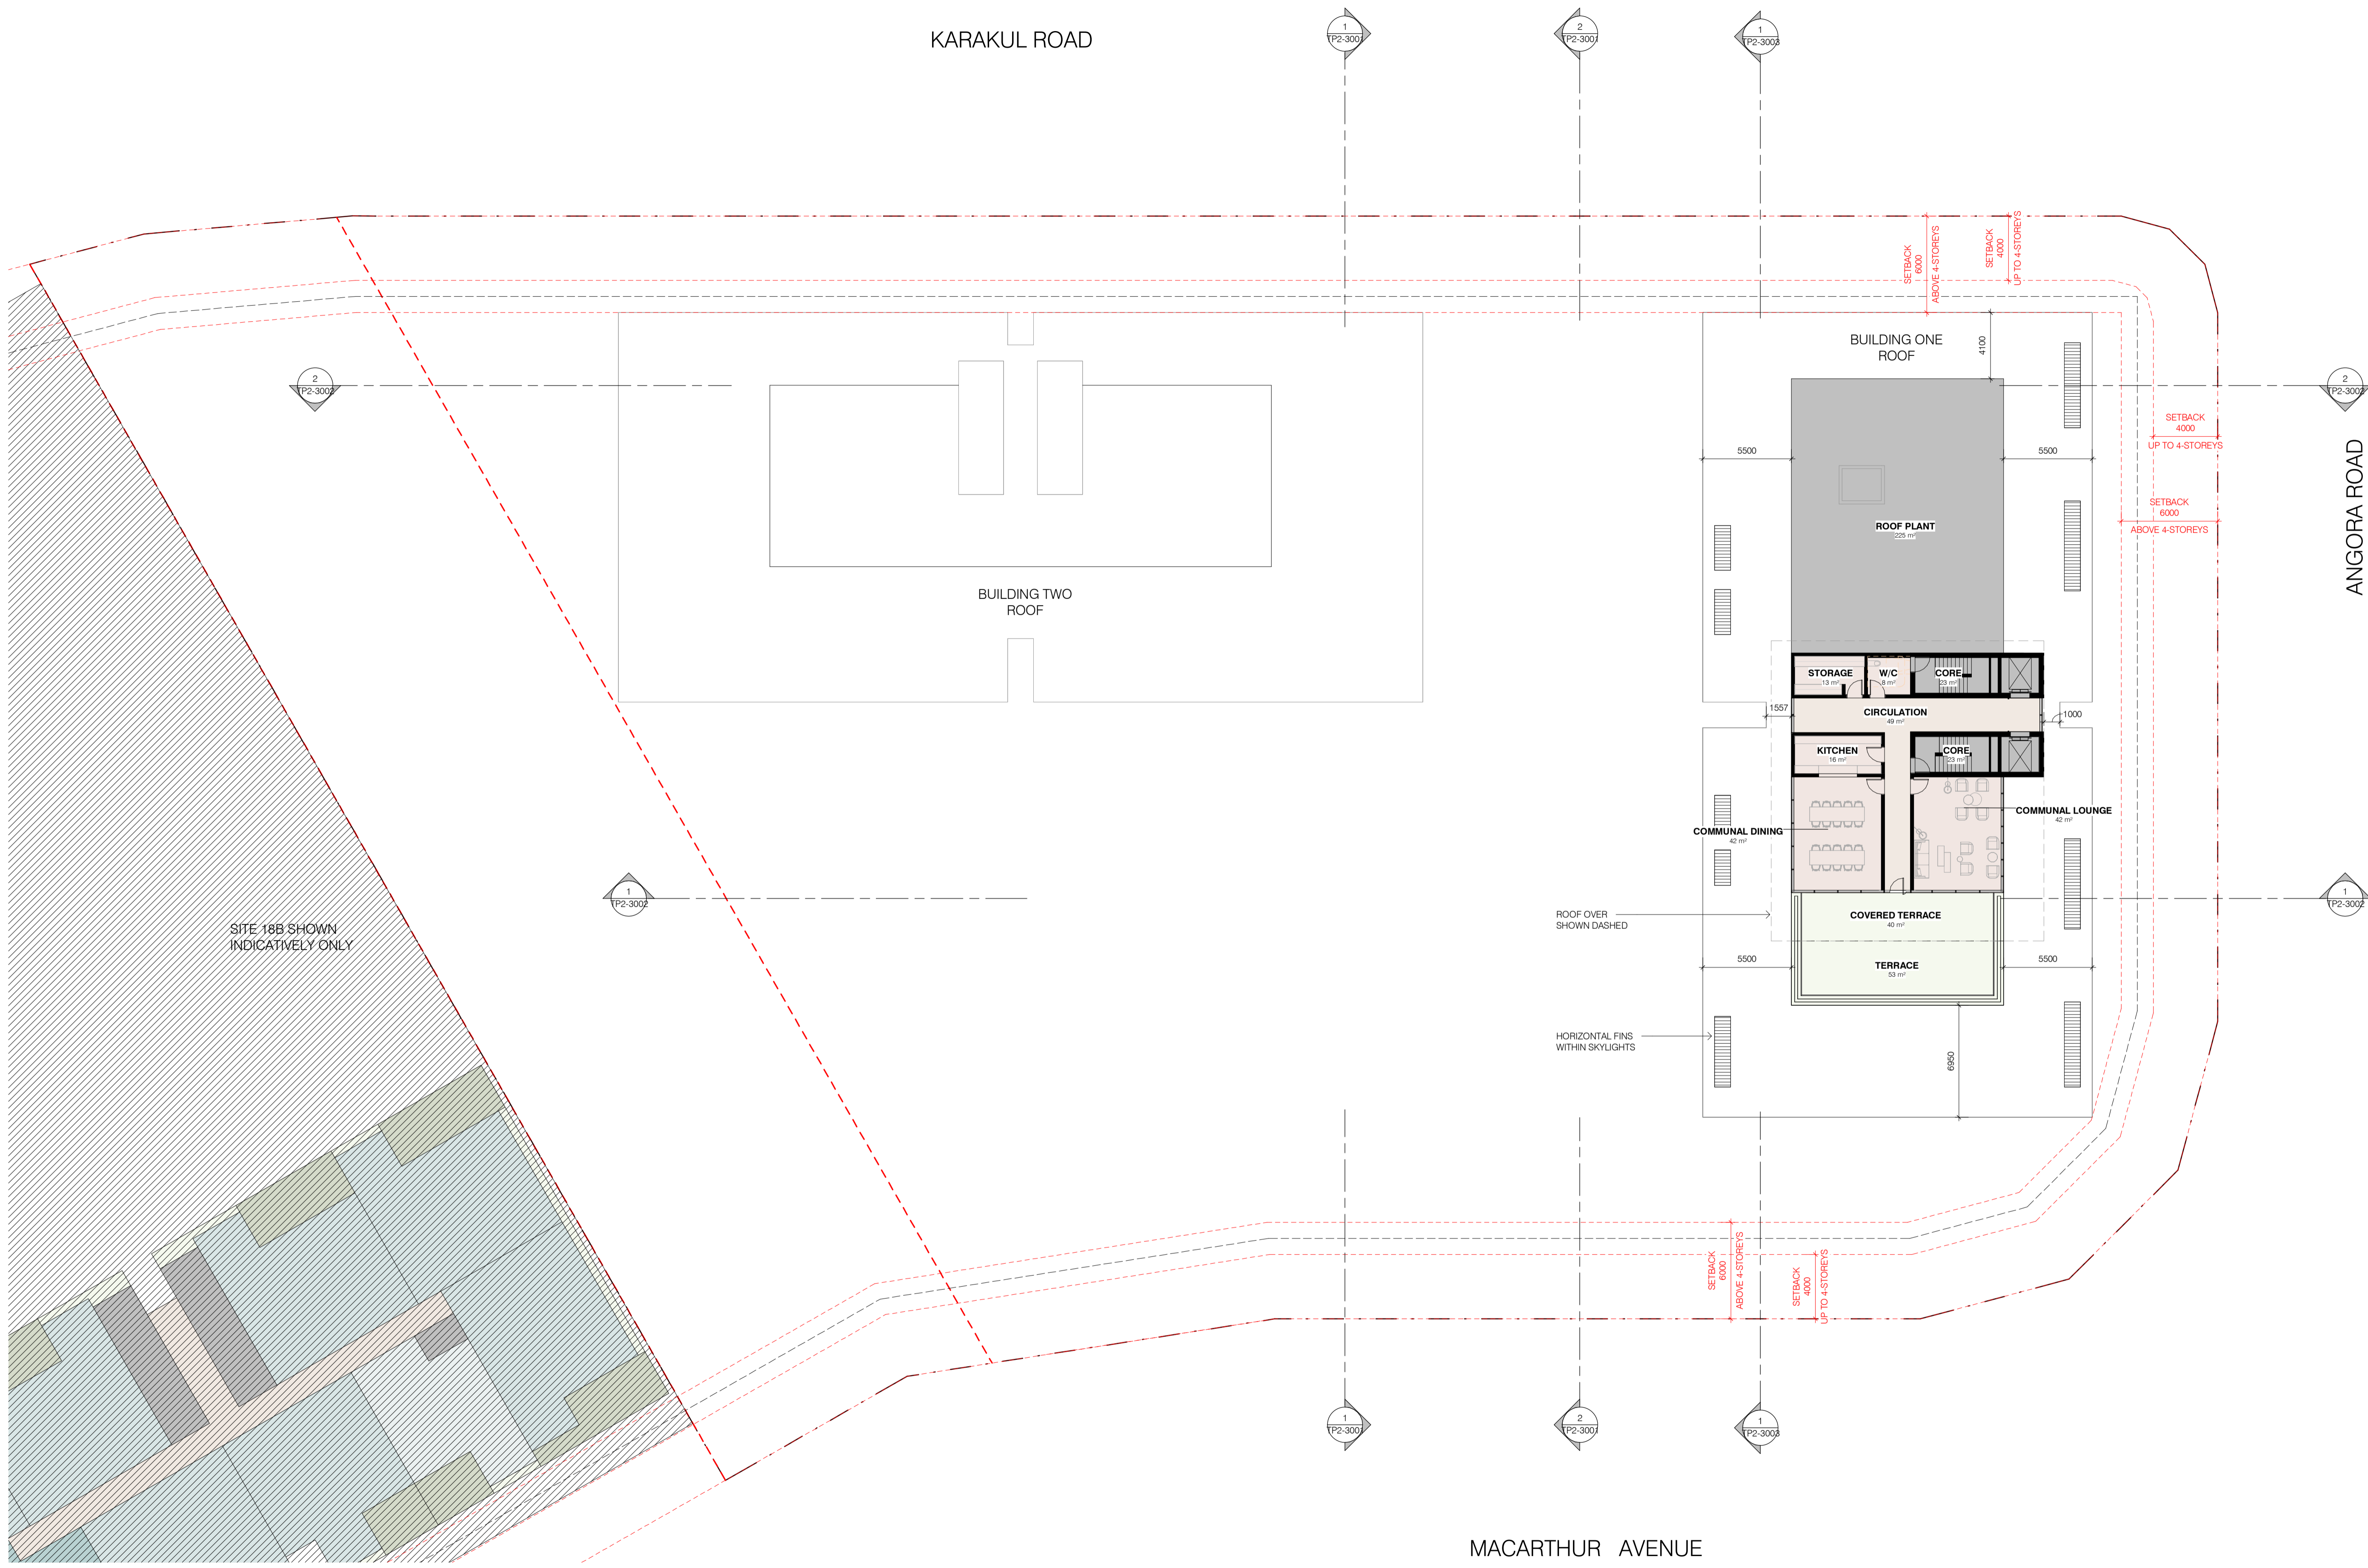 KARAKUL ROAD
1
TP2-3001
2
TP2-3001
1
TP2-3003
SETBACK
6000
ABOVE 4-STOREYS
SETBACK
4000
UP TO 4-STOREYS
BUILDING ONE
ROOF
4100
2
TP2-3002
2
TP2-3002
SETBACK
4000
UP TO 4-STOREYS
ANGORA ROAD
5500
5500
SETBACK
6000
ABOVE 4-STOREYS
ROOF PLANT
225 m²
BUILDING TWO
ROOF
STORAGE
13 m²
W/C
8 m²
CORE
23 m²
1557
CIRCULATION
49 m²
1000
KITCHEN
16 m²
CORE
23 m²
COMMUNAL LOUNGE
42 m²
COMMUNAL DINING
42 m²
1
TP2-3002
1
TP2-3002
ROOF OVER
SHOWN DASHED
COVERED TERRACE
40 m²
SITE 18B SHOWN
INDICATIVELY ONLY
5500
TERRACE
53 m²
5500
HORIZONTAL FINS
WITHIN SKYLIGHTS
6950
SETBACK
6000
ABOVE 4-STOREYS
SETBACK
4000
UP TO 4-STOREYS
1
TP2-3001
2
TP2-3001
1
TP2-3003
MACARTHUR AVENUE